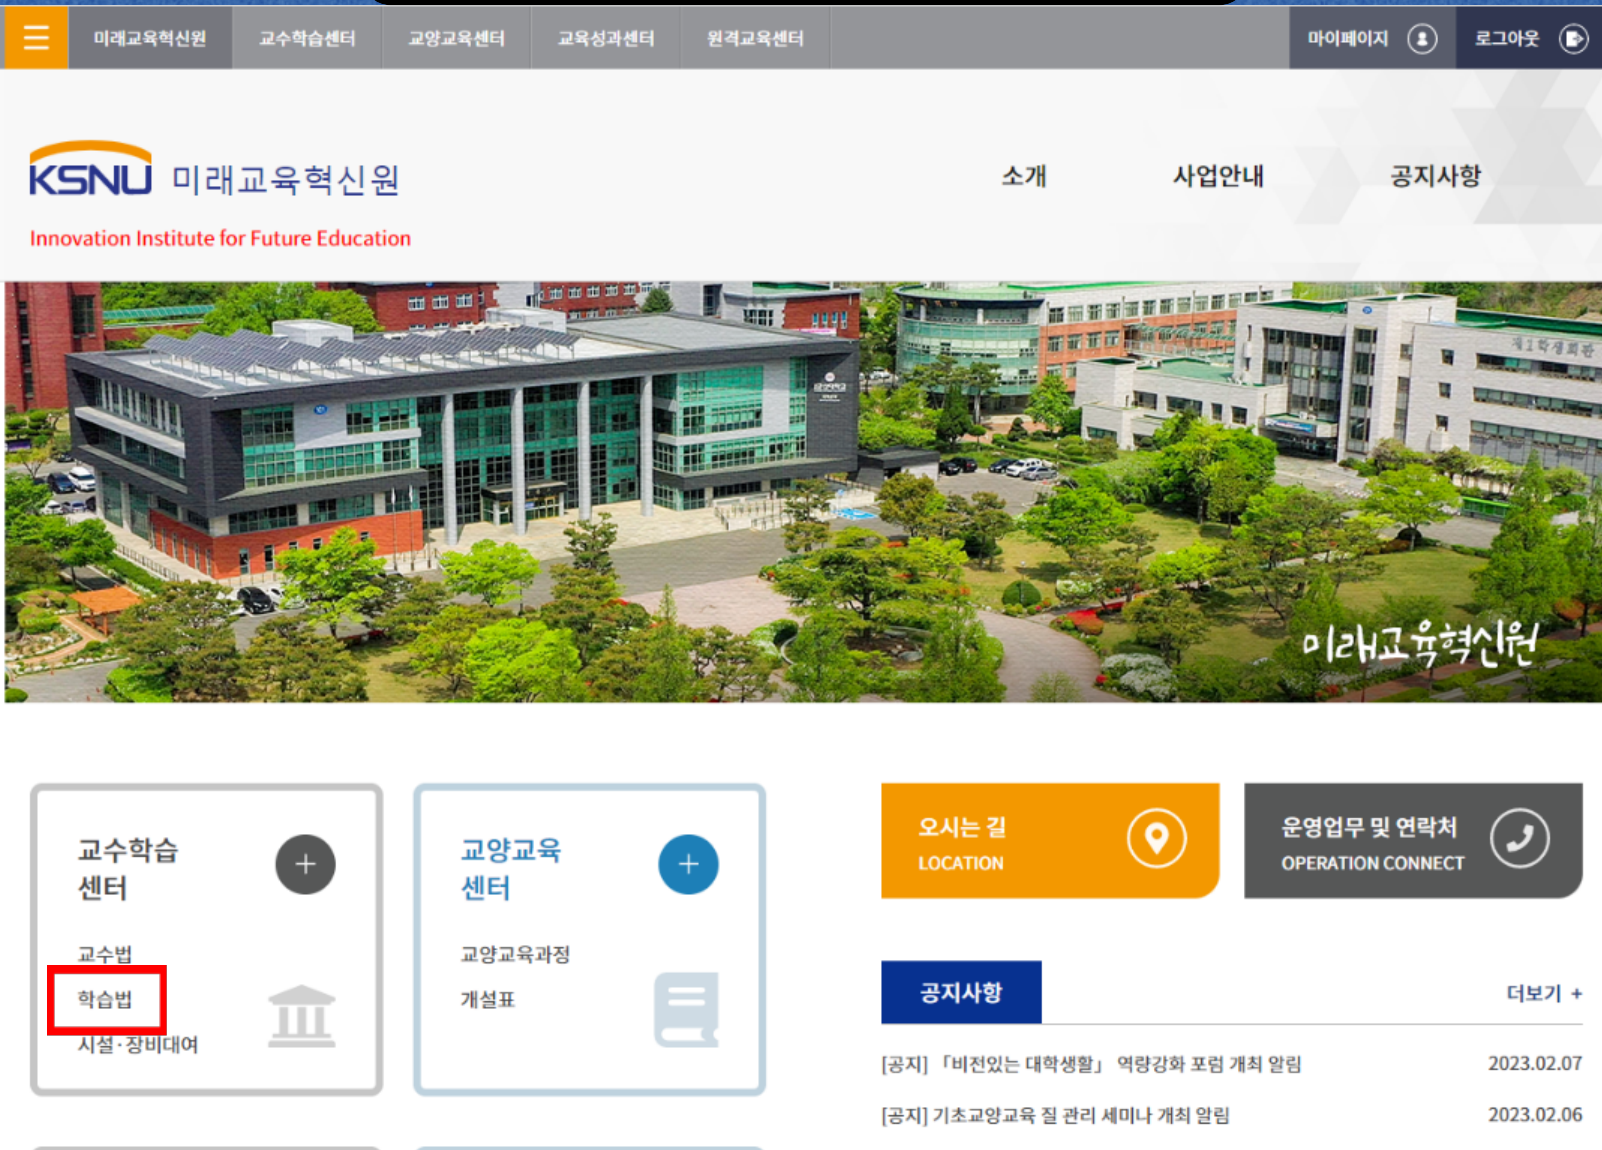 미래교육혁신원 교수학습센터 교양교육센터 교육성과센터 원격교육센터 마이페이지 로그아웃
KSNU 미래교육혁신원
Innovation Institute for Future Education
소개 사업안내 공지사항
제1학생회관
미래교육혁신원
교수학습
센터
교수법
학습법
시설·장비대여
교양교육
센터
교양교육과정
개설표
오시는 길
LOCATION
운영업무 및 연락처
OPERATION CONNECT
공지사항 더보기 +
[공지] 「비전있는 대학생활」 역량강화 포럼 개최 알림 2023.02.07
[공지] 기초교양교육 질 관리 세미나 개최 알림 2023.02.06